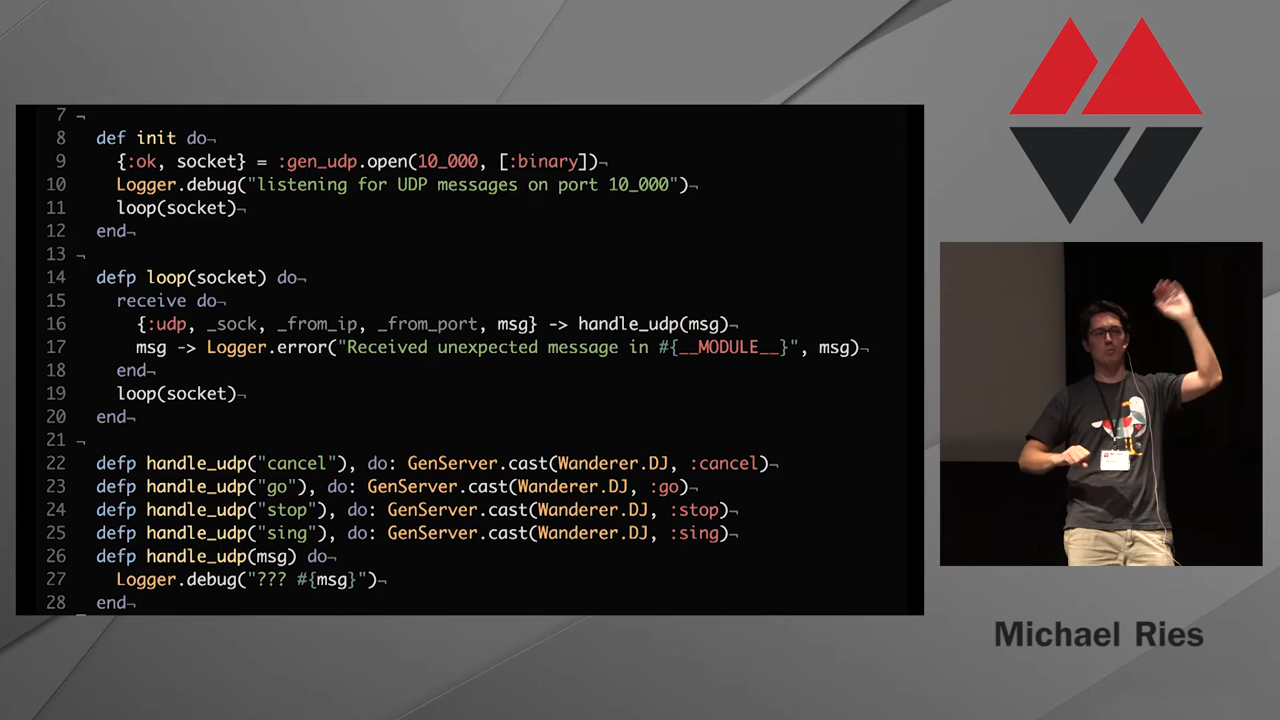 7 ¬
8 def init do¬
9 {:ok, socket} = :gen_udp.open(10_000, [:binary])¬
10 Logger.debug("listening for UDP messages on port 10_000")¬
11 loop(socket)¬
12 end¬
13 ¬
14 defp loop(socket) do¬
15 receive do¬
16 {:udp, _sock, _from_ip, _from_port, msg} -> handle_udp(msg)¬
17 msg -> Logger.error("Received unexpected message in #{__MODULE__}", msg)¬
18 end¬
19 loop(socket)¬
20 end¬
21 ¬
22 defp handle_udp("cancel"), do: GenServer.cast(Wanderer.DJ, :cancel)¬
23 defp handle_udp("go"), do: GenServer.cast(Wanderer.DJ, :go)¬
24 defp handle_udp("stop"), do: GenServer.cast(Wanderer.DJ, :stop)¬
25 defp handle_udp("sing"), do: GenServer.cast(Wanderer.DJ, :sing)¬
26 defp handle_udp(msg) do¬
27 Logger.debug("??? #{msg}")¬
28 end¬
Michael Ries